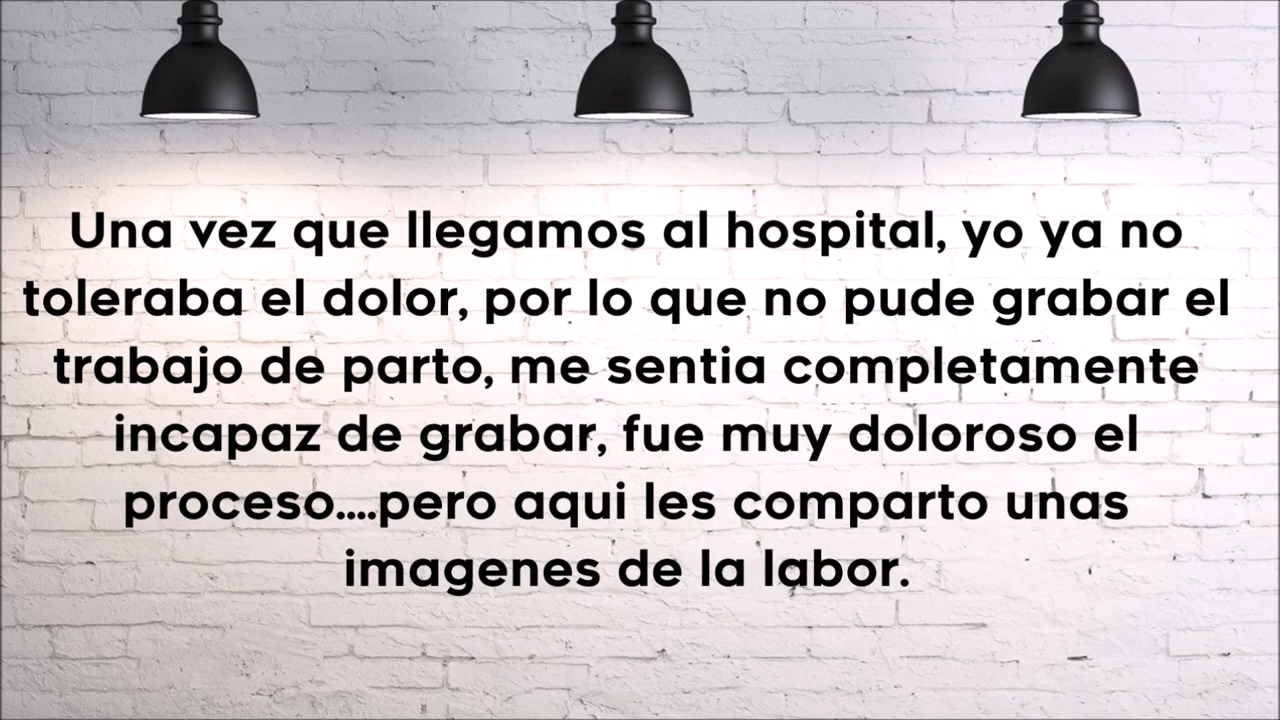 Una vez que llegamos al hospital, yo ya no
toleraba el dolor, por lo que no pude grabar el
trabajo de parto, me sentia completamente
incapaz de grabar, fue muy doloroso el
proceso....pero aqui les comparto unas
imagenes de la labor.